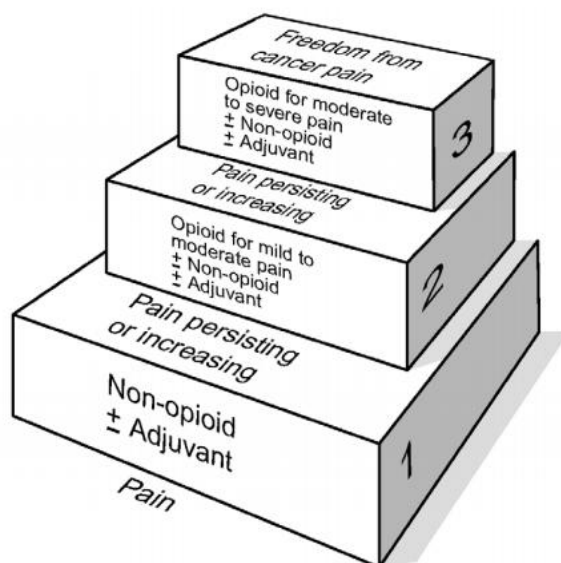 Freedom from
cancer pain
Opioid for moderate
to severe pain
± Non-opioid
± Adjuvant
3
Pain persisting
or increasing
Opioid for mild to
moderate pain
± Non-opioid
± Adjuvant
2
Pain persisting
or increasing
Non-opioid
± Adjuvant
1
Pain